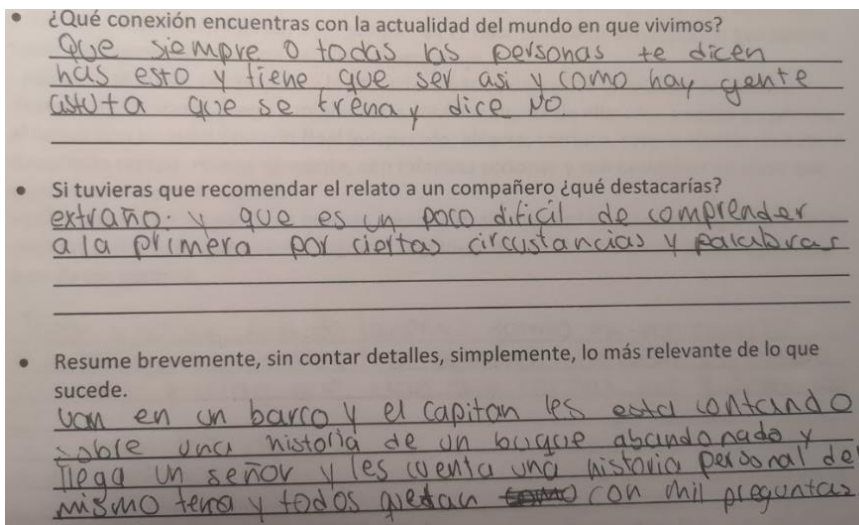 • ¿Qué conexión encuentras con la actualidad del mundo en que vivimos?
Que siempre o todas las personas te dicen
has esto y tiene que ser asi y como hay gente
astuta que se frena y dice NO.
• Si tuvieras que recomendar el relato a un compañero ¿qué destacarías?
extraño. y que es un poco dificil de comprender
a la primera por ciertas circustancias y palabras
• Resume brevemente, sin contar detalles, simplemente, lo más relevante de lo que
sucede.
van en un barco y el capitan les esta contando
sobre una historia de un buque abandonado y
llega un señor y les cuenta una historia personal del
mismo tema y todos quedan con mil preguntas